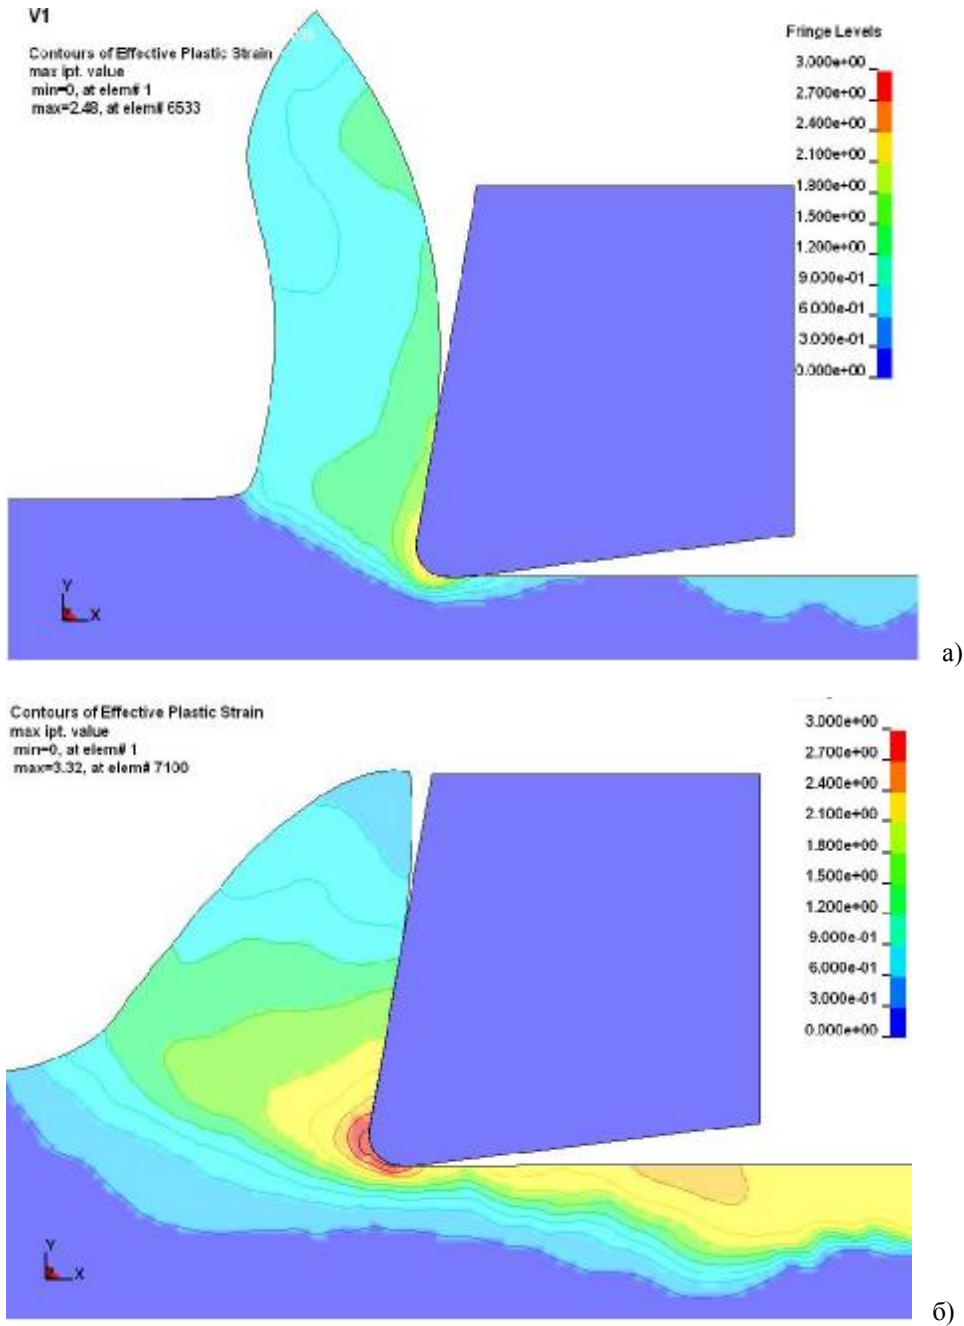 V1
Contours of Effective Plastic Strain
max ipt. value
min=0, at elem# 1
max=2.48, at elem# 6533
Fringe Levels
3.000e+00
2.700e+00
2.400e+00
2.100e+00
1.800e+00
1.500e+00
1.200e+00
9.000e-01
6.000e-01
3.000e-01
0.000e+00
Y
X
а)
Contours of Effective Plastic Strain
max ipt. value
min=0, at elem# 1
max=3.32, at elem# 7100
3.000e+00
2.700e+00
2.400e+00
2.100e+00
1.800e+00
1.500e+00
1.200e+00
9.000e-01
6.000e-01
3.000e-01
0.000e+00
Y
X
б)